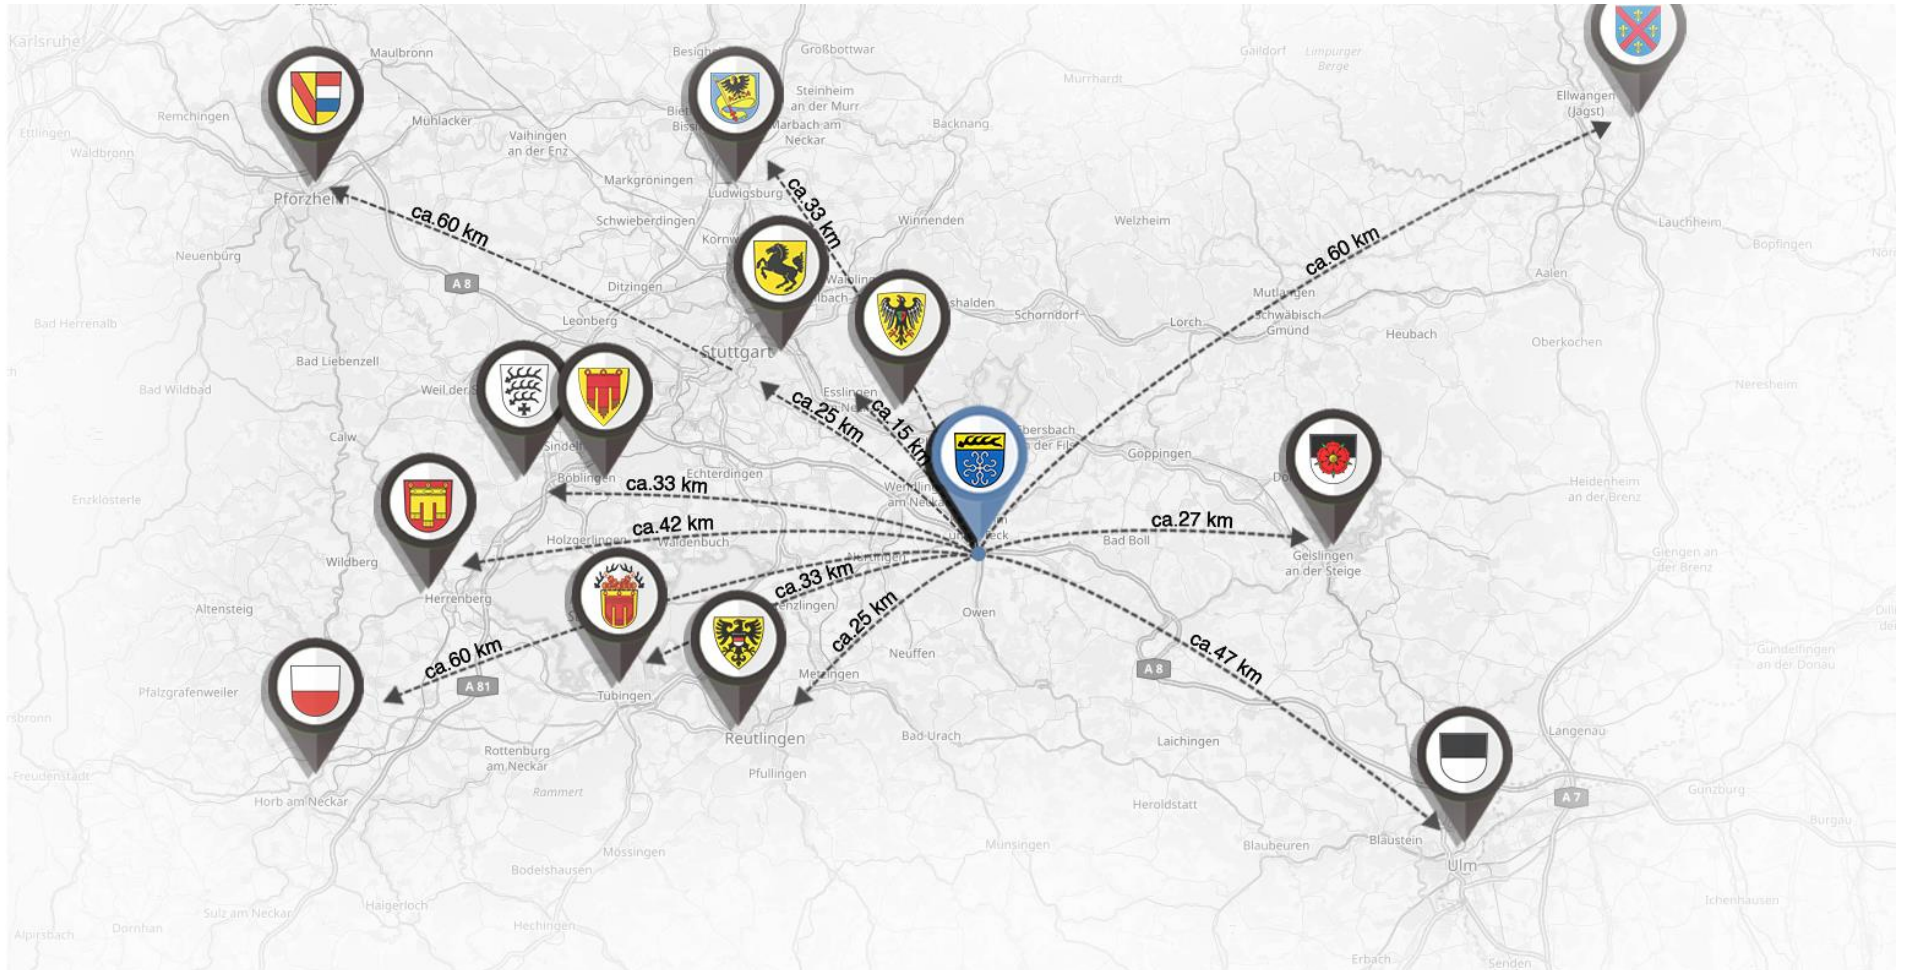 Karlsruhe
Maulbronn
Großbottwar
Gaildorf
Limpurger
Berge
Murrhardt
Steinheim
an der Murr
Ellwangen
(Jagst)
Remchingen
Mühlacker
Ettlingen
Vaihingen
an der Enz
Marbach am
Neckar
Backnang
Waldbronn
Markgröningen
Ludwigsburg
Pforzheim
ca.33 km
ca.60 km
Schwieberdingen
Winnenden
Welzheim
Lauchheim
Bopfingen
ca.60 km
Neuenbürg
A 8
Ditzingen
Aalen
Mutlangen
Schorndorf
Lorch
Schwäbisch
Gmünd
Heubach
Oberkochen
Bad Herrenalb
Leonberg
Stuttgart
Bad Liebenzell
Bad Wildbad
Neresheim
ca.25 km
ca.15 km
Calw
Göppingen
Echterdingen
Böblingen
ca.33 km
Enzklösterle
Heidenheim
an der Brenz
ca.42 km
ca.27 km
Holzgerlingen
Waldenbuch
Bad Boll
Nürtingen
Wildberg
Geislingen
an der Steige
Giengen an
der Brenz
ca.33 km
Herrenberg
Altensteig
Owen
ca.25 km
ca.60 km
Neuffen
ca.47 km
Gundelfingen
an der Donau
A 8
Metzingen
A 81
Pfalzgrafenweiler
Tübingen
Reutlingen
Bad Urach
Laichingen
Langenau
Rottenburg
am Neckar
Freudenstadt
Pfullingen
Rammert
Horb am Neckar
Heroldstatt
A 7
Günzburg
Burgau
Blaustein
Blaubeuren
Münsingen
Mössingen
Ulm
Bodelshausen
Haigerloch
Sulz am Neckar
Ichenhausen
Dornhan
Alpirsbach
Hechingen
Erbach
Senden